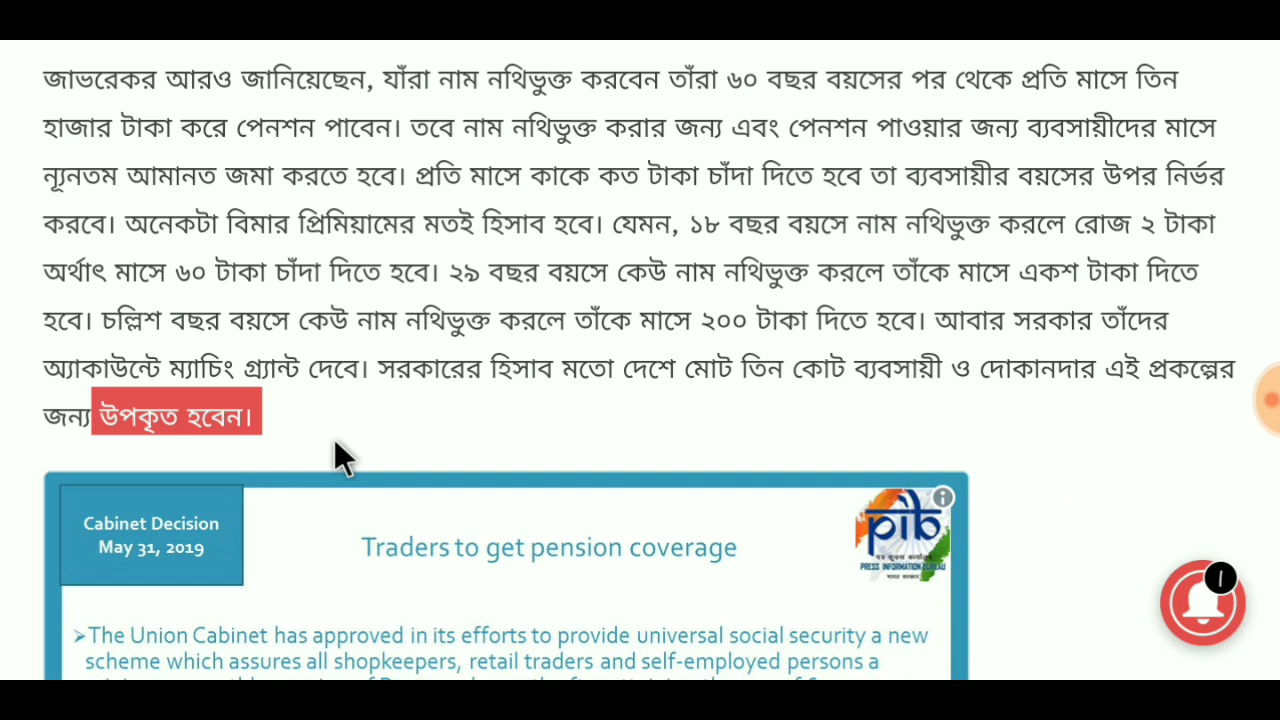 জাভরেকর আরও জানিয়েছেন, যাঁরা নাম নথিভুক্ত করবেন তাঁরা ৬০ বছর বয়সের পর থেকে প্রতি মাসে তিন
হাজার টাকা করে পেনশন পাবেন। তবে নাম নথিভুক্ত করার জন্য এবং পেনশন পাওয়ার জন্য ব্যবসায়ীদের মাসে
ন্যূনতম আমানত জমা করতে হবে। প্রতি মাসে কাকে কত টাকা চাঁদা দিতে হবে তা ব্যবসায়ীর বয়সের উপর নির্ভর
করবে। অনেকটা বিমার প্রিমিয়ামের মতই হিসাব হবে। যেমন, ১৮ বছর বয়সে নাম নথিভুক্ত করলে রোজ ২ টাকা
অর্থাৎ মাসে ৬০ টাকা চাঁদা দিতে হবে। ২৯ বছর বয়সে কেউ নাম নথিভুক্ত করলে তাঁকে মাসে একশ টাকা দিতে
হবে। চল্লিশ বছর বয়সে কেউ নাম নথিভুক্ত করলে তাঁকে মাসে ২০০ টাকা দিতে হবে। আবার সরকার তাঁদের
অ্যাকাউন্টে ম্যাচিং গ্র্যান্ট দেবে। সরকারের হিসাব মতো দেশে মোট তিন কোট ব্যবসায়ী ও দোকানদার এই প্রকল্পের
জন্য উপকৃত হবেন।
Cabinet Decision
May 31, 2019
Traders to get pension coverage
pib
PRESS INFORMATION BUREAU
भारत सरकार
1
➢The Union Cabinet has approved in its efforts to provide universal social security a new
scheme which assures all shopkeepers, retail traders and self-employed persons a